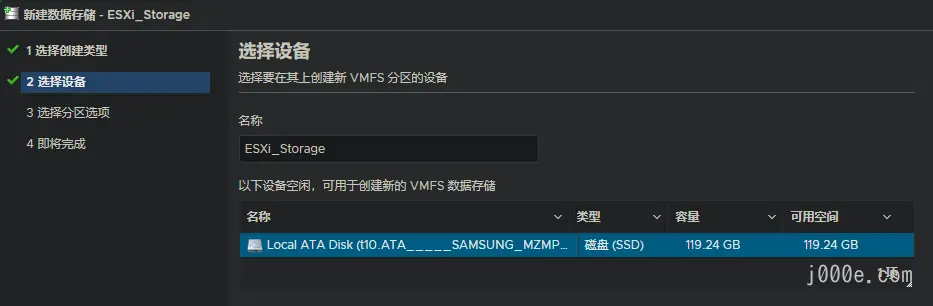 新建数据存储 - ESXi_Storage
1 选择创建类型
2 选择设备
3 选择分区选项
4 即将完成
选择设备
选择要在其上创建新 VMFS 分区的设备
名称
ESXi_Storage
以下设备空闲，可用于创建新的 VMFS 数据存储
名称 类型 容量 可用空间
Local ATA Disk (t10.ATA_____SAMSUNG_MZMP... 磁盘 (SSD) 119.24 GB 119.24 GB
1 项
j000e.com